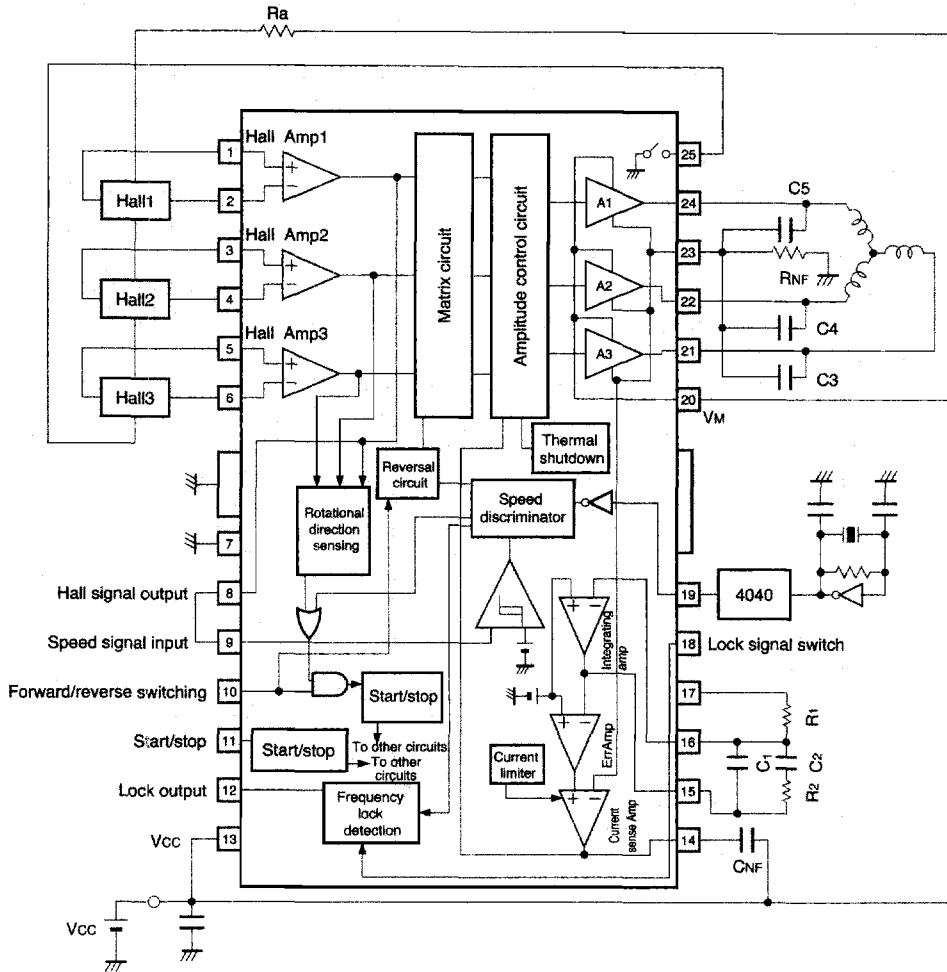 Ra
Hall Amp1
1
2
Hall1
Hall Amp2
3
4
Hall2
Hall Amp3
5
6
Hall3
Matrix circuit
Amplitude control circuit
A1
A2
A3
25
24
23
22
21
20
VM
C5
RNF
C4
C3
Thermal
shutdown
Reversal
circuit
Rotational
direction
sensing
Speed
discriminator
7
Hall signal output
8
Speed signal input
9
Forward/reverse switching
10
Start/stop
11
Lock output
12
VCC
13
Start/stop
To other circuits
Start/stop
To other
circuits
Frequency
lock
detection
Current
limiter
Integrating
amp
ErrAmp
Current
sense Amp
19
4040
18
Lock signal switch
17
16
15
14
R1
C1
C2
R2
CNF
VCC